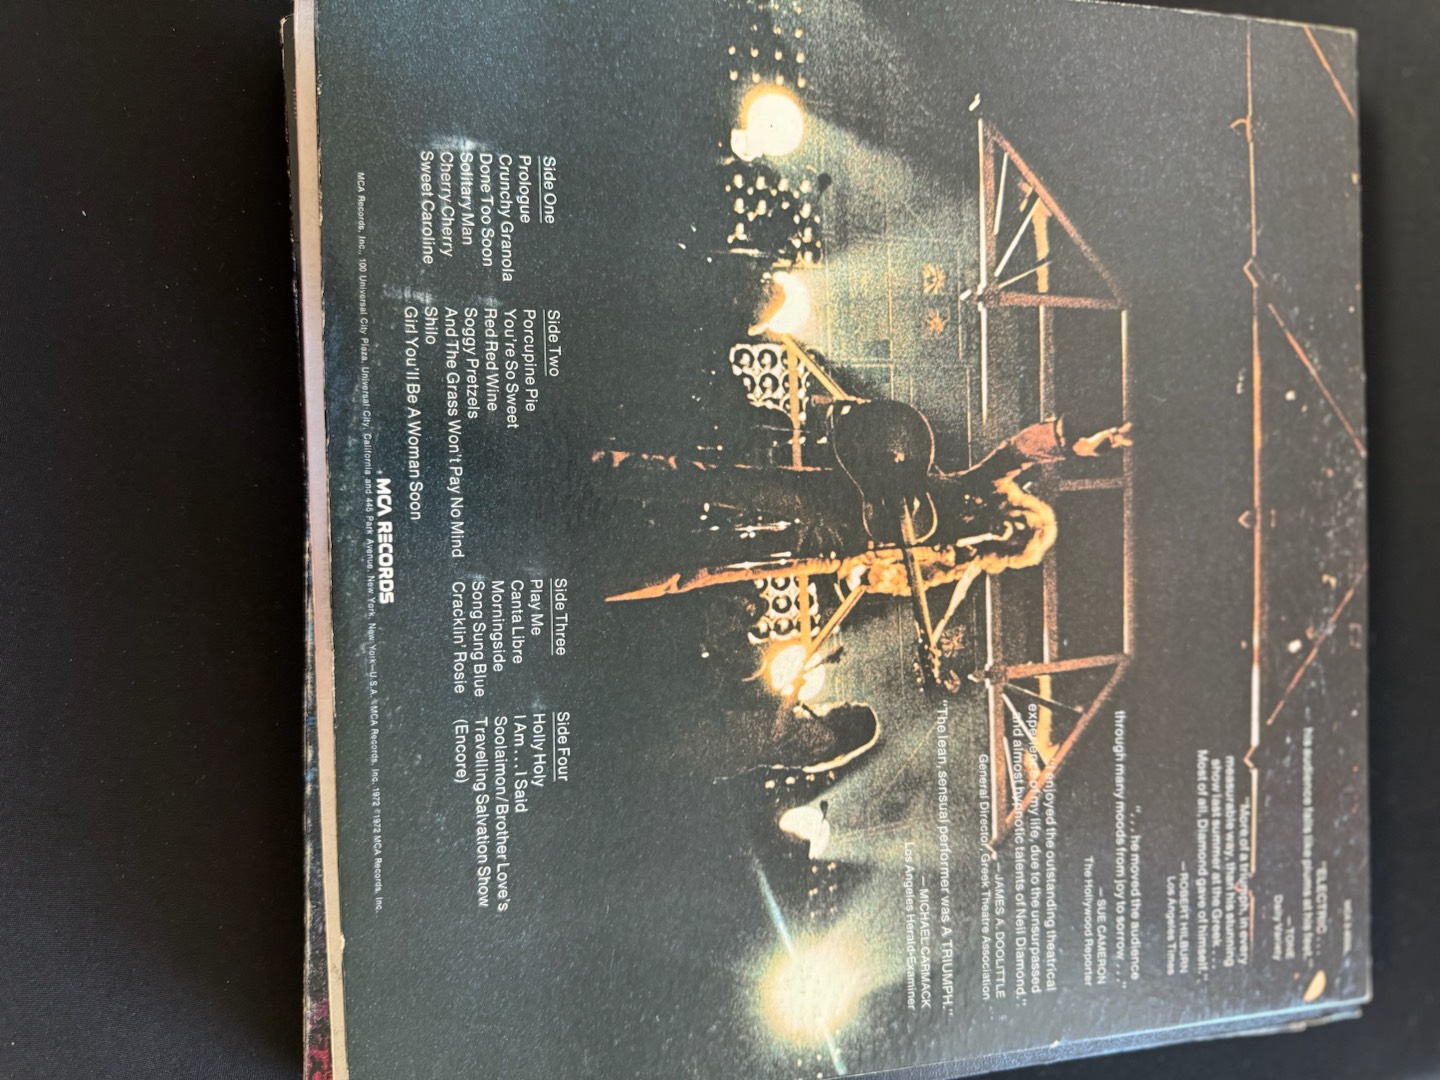 "ELECTRIC . . .
his audience falls like plums at his feet."
—TONE
Daily Variety
"More of a triumph, in every
measurable way, than his stunning
show last summer at the Greek . . .
Most of all, Diamond gave of himself."
—ROBERT HILBURN
Los Angeles Times
". . . he moved the audience
through many moods from joy to sorrow . . ."
—SUE CAMERON
The Hollywood Reporter
enjoyed the outstanding theatrical
experience of my life, due to the unsurpassed
and almost hypnotic talents of Neil Diamond."
—JAMES A. DOOLITTLE
General Director, Greek Theatre Association
"The lean, sensual performer was A TRIUMPH."
— MICHAEL CARMACK
Los Angeles Herald-Examiner
Side One
Prologue
Crunchy Granola
Done Too Soon
Solitary Man
Cherry Cherry
Sweet Caroline
Side Two
Porcupine Pie
You're So Sweet
Red Red Wine
Soggy Pretzels
And The Grass Won't Pay No Mind
Shilo
Girl You'll Be A Woman Soon
Side Three
Play Me
Canta Libre
Morningside
Song Sung Blue
Cracklin' Rosie
Side Four
Holly Holy
I Am . . . I Said
Soolaimon/Brother Love's
Travelling Salvation Show
(Encore)
MCA RECORDS
MCA Records, Inc., 100 Universal City Plaza, Universal City, California and 445 Park Avenue, New York, New York—U.S.A. MCA Records, Inc. 1972 ©1972 MCA Records, Inc.